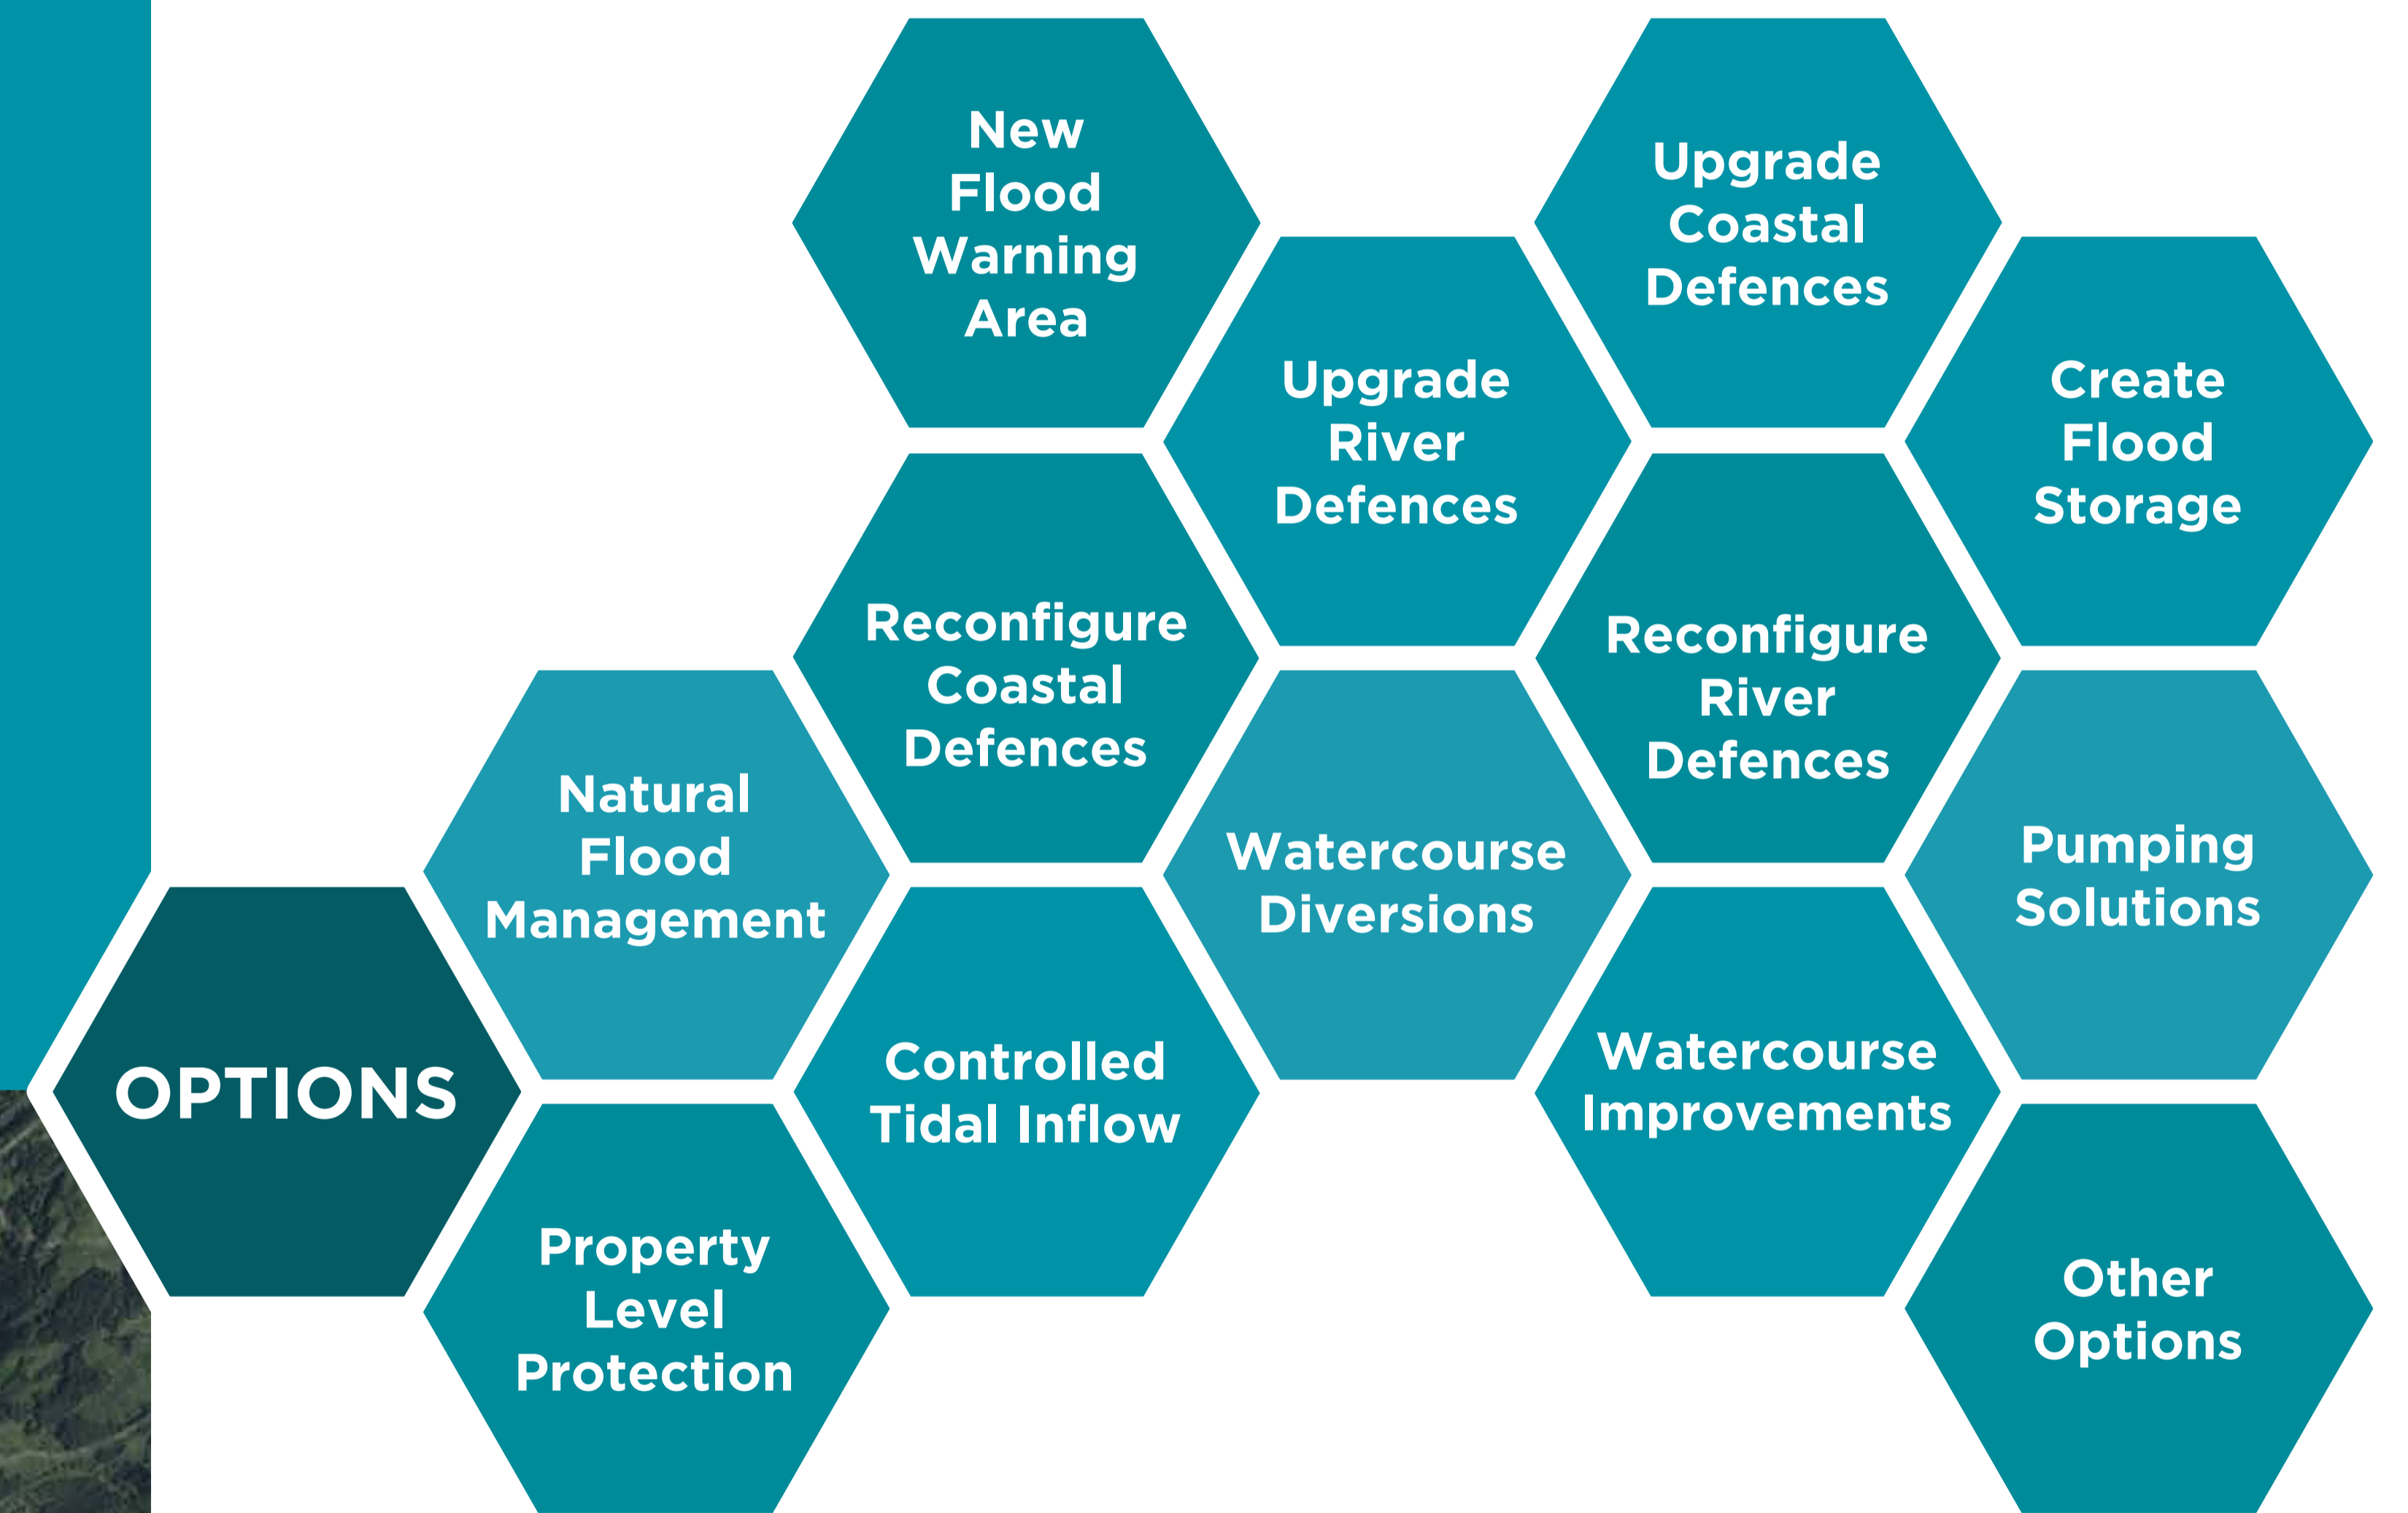 New
Flood
Warning
Area
Upgrade
Coastal
Defences
Upgrade
River
Defences
Create
Flood
Storage
Reconfigure
Coastal
Defences
Reconfigure
River
Defences
Natural
Flood
Management
Watercourse
Diversions
Pumping
Solutions
OPTIONS
Controlled
Tidal Inflow
Watercourse
Improvements
Property
Level
Protection
Other
Options